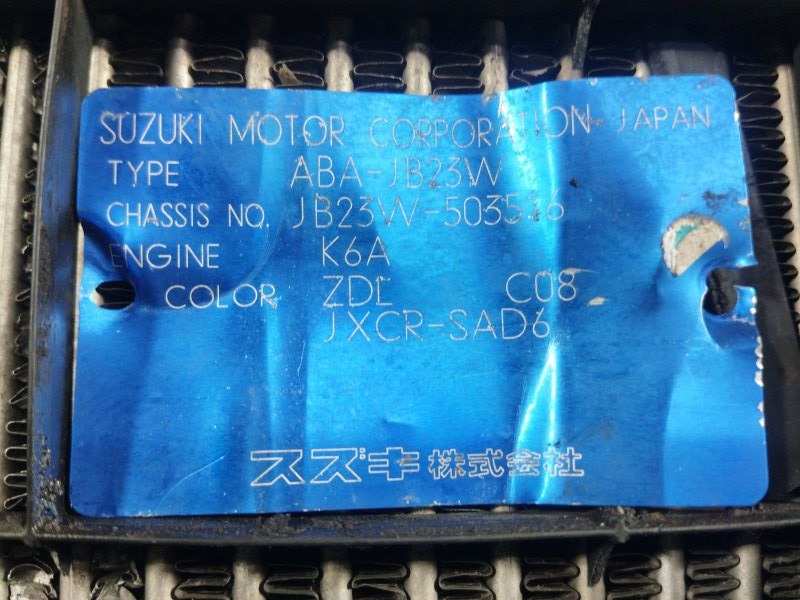 SUZUKI MOTOR CORPORATION JAPAN
TYPE ABA-JB23W
CHASSIS NO. JB23W-503516
ENGINE K6A
COLOR ZDL C08
JXCR-SAD6
スズキ株式会社